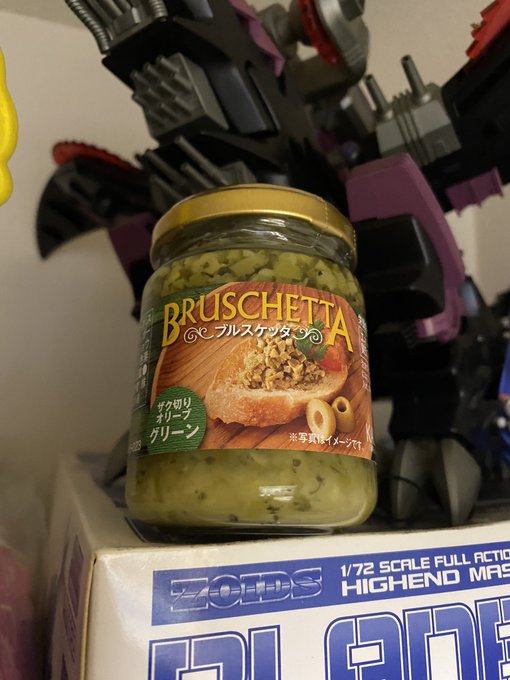 BRUSCHETTA
ブルスケッタ
ザク切り
オリーブ
グリーン
※写真はイメージです。
ZOIDS
1/72 SCALE FULL ACTIO
HIGHEND MAS